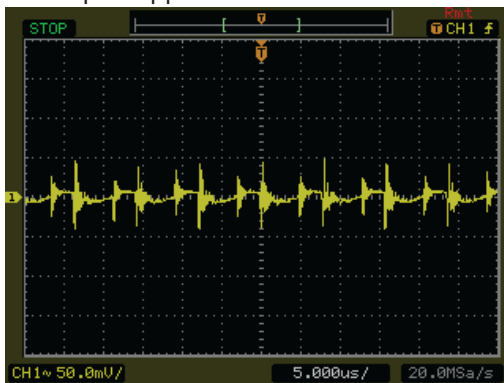 Rmt
STOP
T
T CH1
T
1
CH1~ 50.0mV/ 5.000us/ 20.0MSa/s